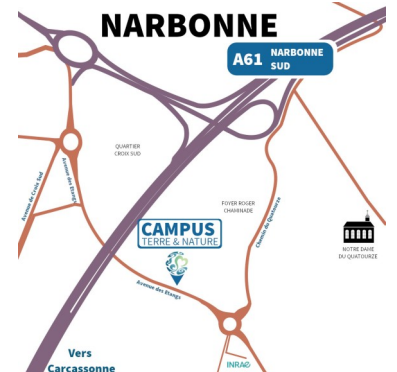 NARBONNE
A61 NARBONNE
SUD
QUARTIER
CROIX SUD
Avenue de Croix Sud
Avenue des Etangs
FOYER ROGER
CHAMINADE
Chemin de Quatourze
CAMPUS
TERRE & NATURE
NOTRE DAME
DU QUATOURZE
Avenue des Etangs
INRAE
Vers
Carcassonne